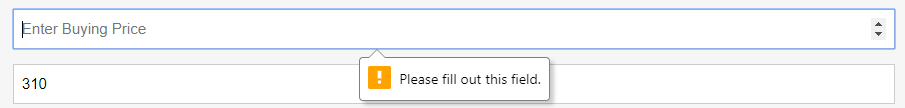 Enter Buying Price
Please fill out this field.
310